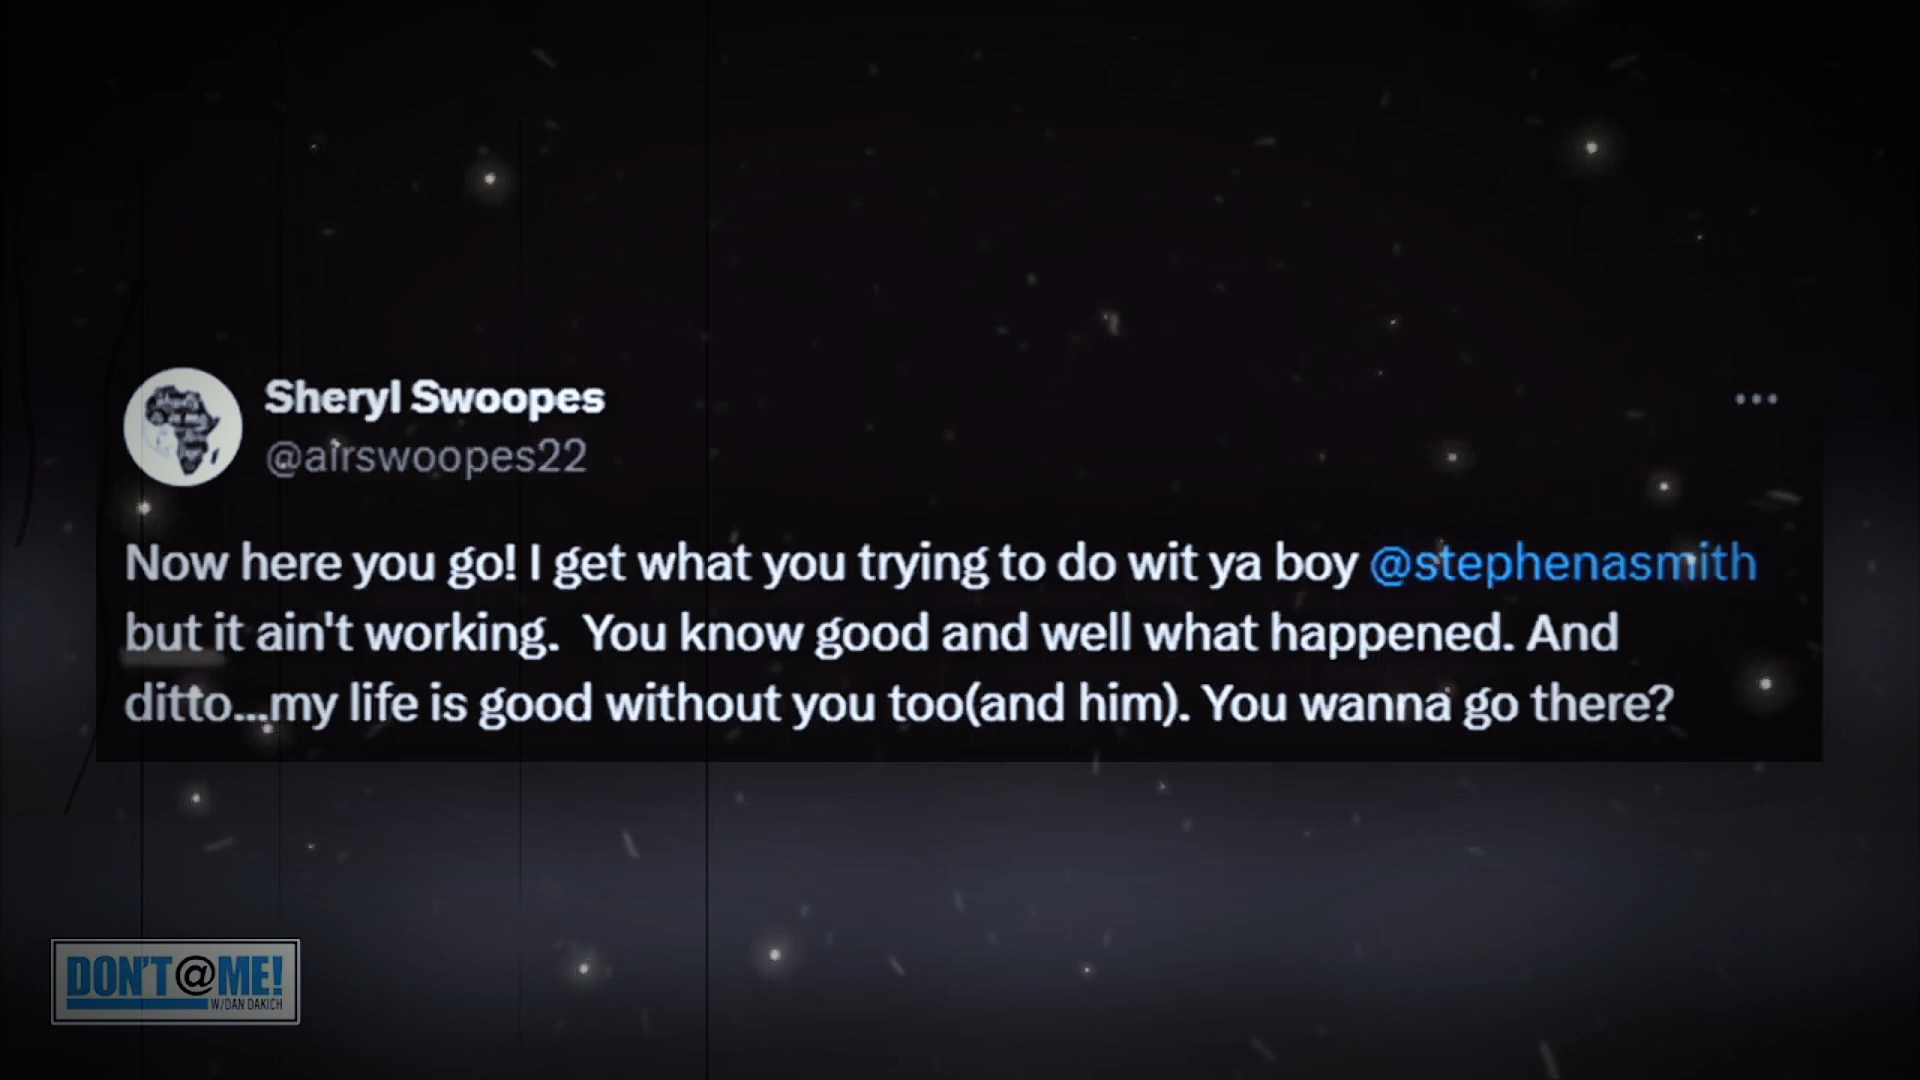 Sheryl Swoopes
@airswoopes22
Now here you go! I get what you trying to do wit ya boy @stephenasmith
but it ain't working.  You know good and well what happened. And
ditto...my life is good without you too(and him). You wanna go there?
DON'T@ME!
W/DAN DAKICH